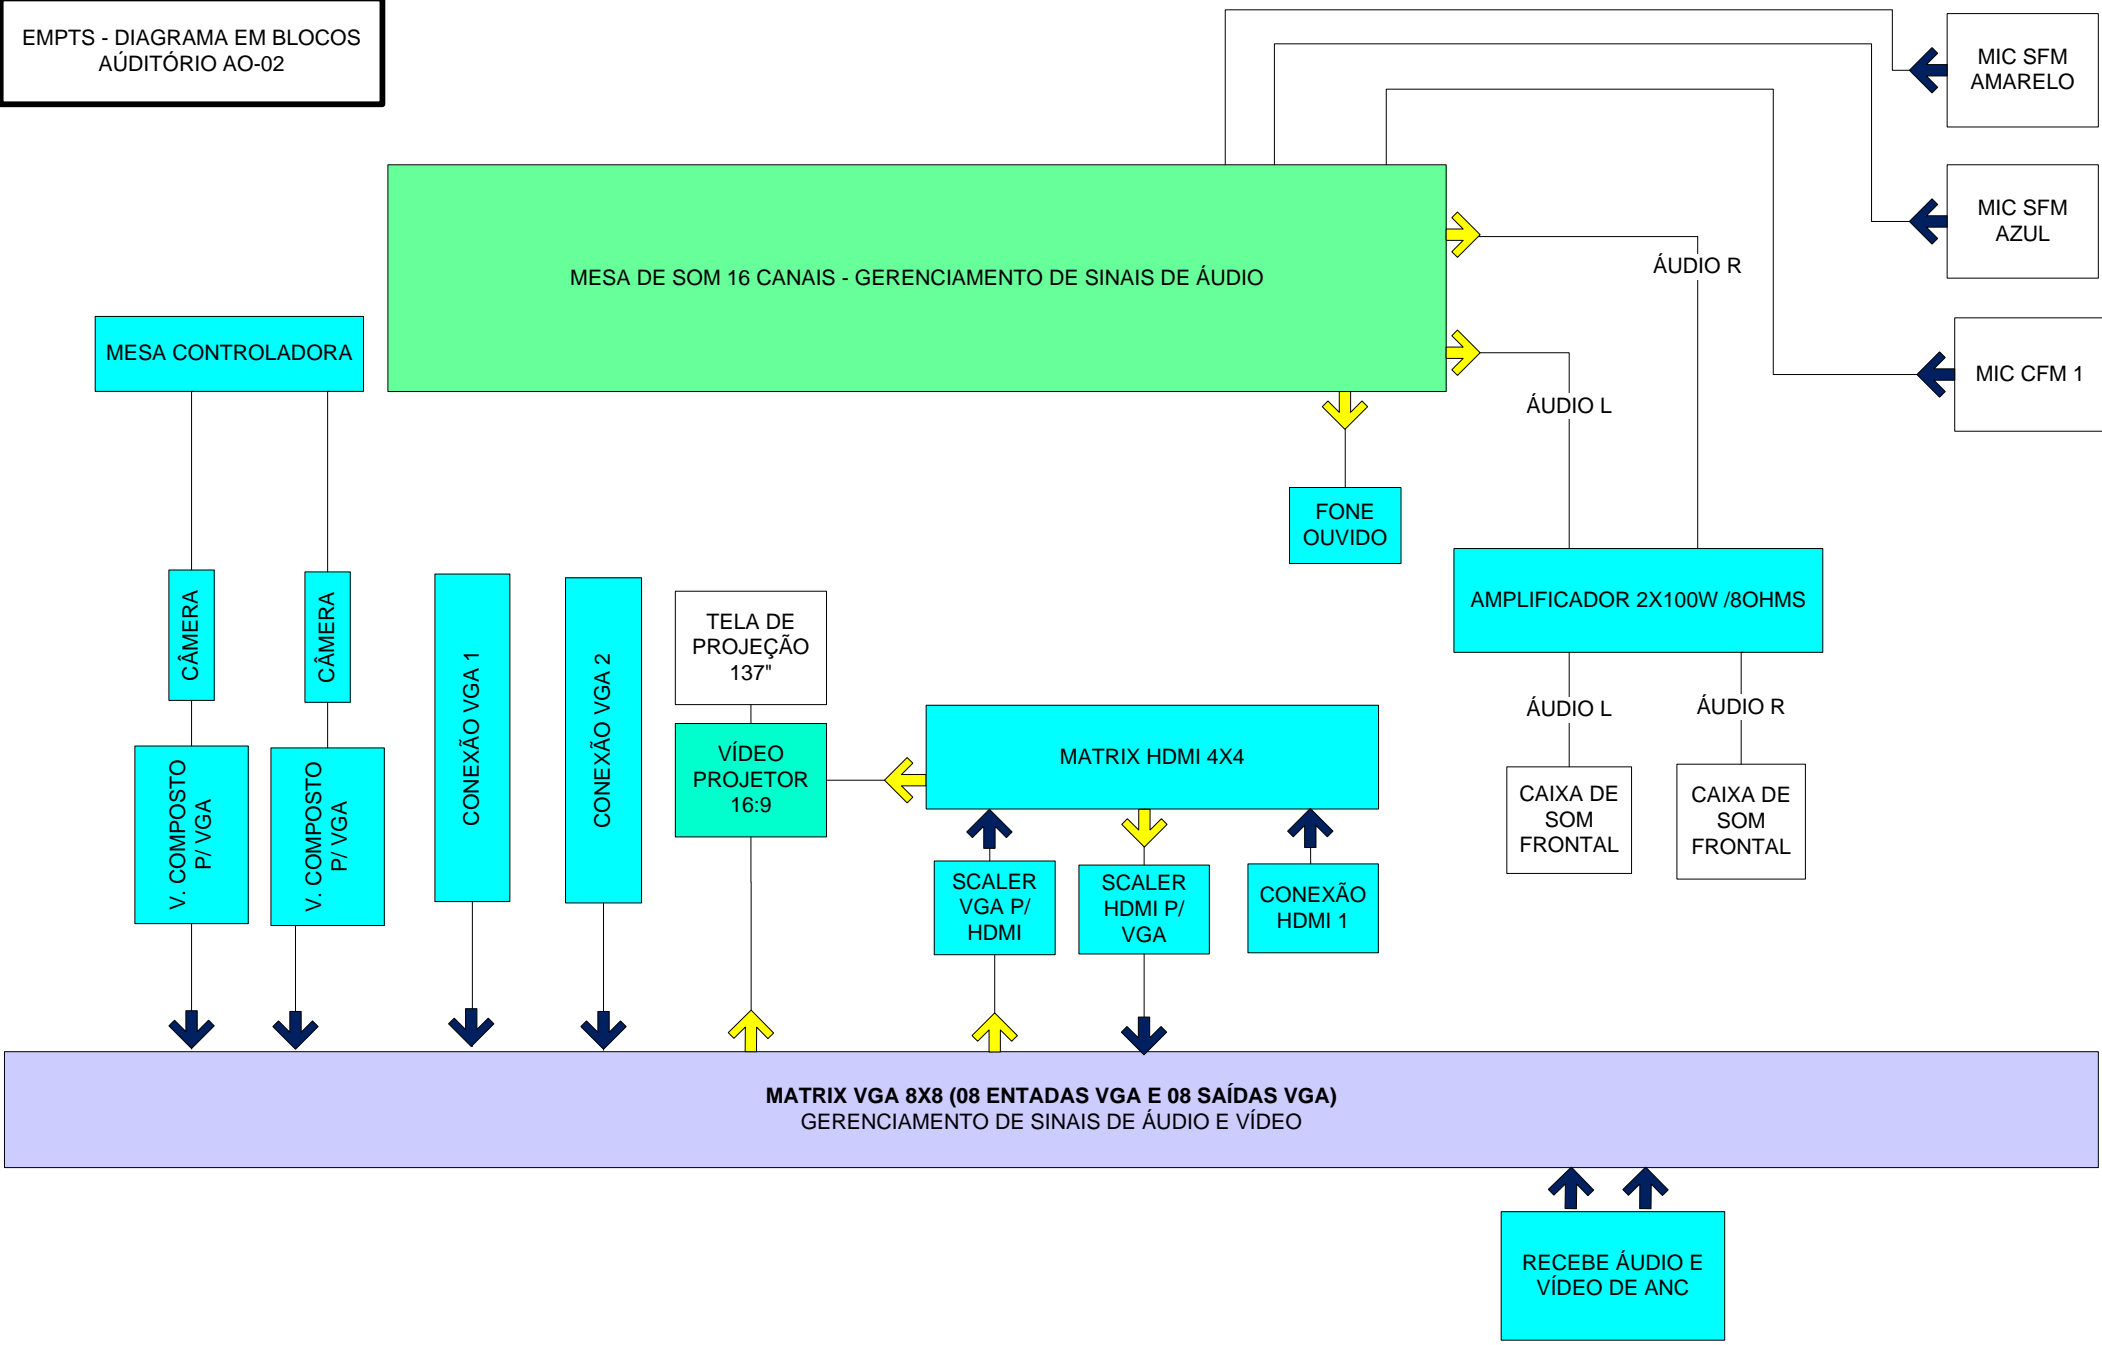 EMPTS - DIAGRAMA EM BLOCOS
AÚDITÓRIO AO-02
MIC SFM
AMARELO
MIC SFM
AZUL
MESA DE SOM 16 CANAIS - GERENCIAMENTO DE SINAIS DE ÁUDIO
ÁUDIO R
MESA CONTROLADORA
MIC CFM 1
ÁUDIO L
FONE
OUVIDO
AMPLIFICADOR 2X100W /8OHMS
CÂMERA
CÂMERA
CONEXÃO VGA 1
CONEXÃO VGA 2
TELA DE
PROJEÇÃO
137"
ÁUDIO L
ÁUDIO R
V. COMPOSTO
P/ VGA
V. COMPOSTO
P/ VGA
VÍDEO
PROJETOR
16:9
MATRIX HDMI 4X4
CAIXA DE
SOM
FRONTAL
CAIXA DE
SOM
FRONTAL
SCALER
VGA P/
HDMI
SCALER
HDMI P/
VGA
CONEXÃO
HDMI 1
MATRIX VGA 8X8 (08 ENTADAS VGA E 08 SAÍDAS VGA)
GERENCIAMENTO DE SINAIS DE ÁUDIO E VÍDEO
RECEBE ÁUDIO E
VÍDEO DE ANC